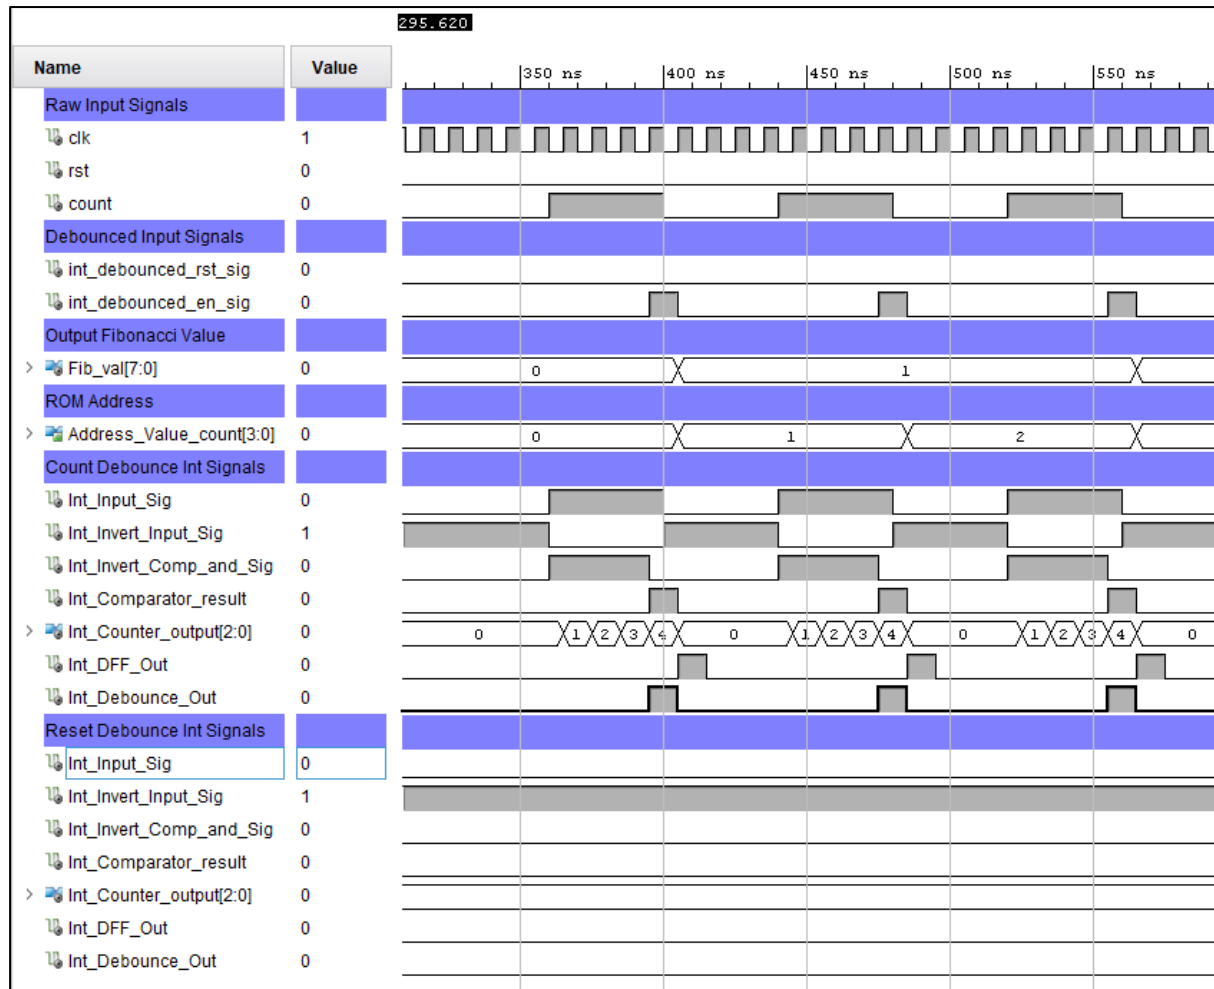 295.620
Name Value 350 ns 400 ns 450 ns 500 ns 550 ns
Raw Input Signals
clk 1
rst 0
count 0
Debounced Input Signals
int_debounced_rst_sig 0
int_debounced_en_sig 0
Output Fibonacci Value
> Fib_val[7:0] 0 0 1
ROM Address
> Address_Value_count[3:0] 0 0 1 2
Count Debounce Int Signals
Int_Input_Sig 0
Int_Invert_Input_Sig 1
Int_Invert_Comp_and_Sig 0
Int_Comparator_result 0
> Int_Counter_output[2:0] 0 0 1 2 3 4 0 1 2 3 4 0 1 2 3 4 0
Int_DFF_Out 0
Int_Debounce_Out 0
Reset Debounce Int Signals
Int_Input_Sig 0
Int_Invert_Input_Sig 1
Int_Invert_Comp_and_Sig 0
Int_Comparator_result 0
> Int_Counter_output[2:0] 0
Int_DFF_Out 0
Int_Debounce_Out 0